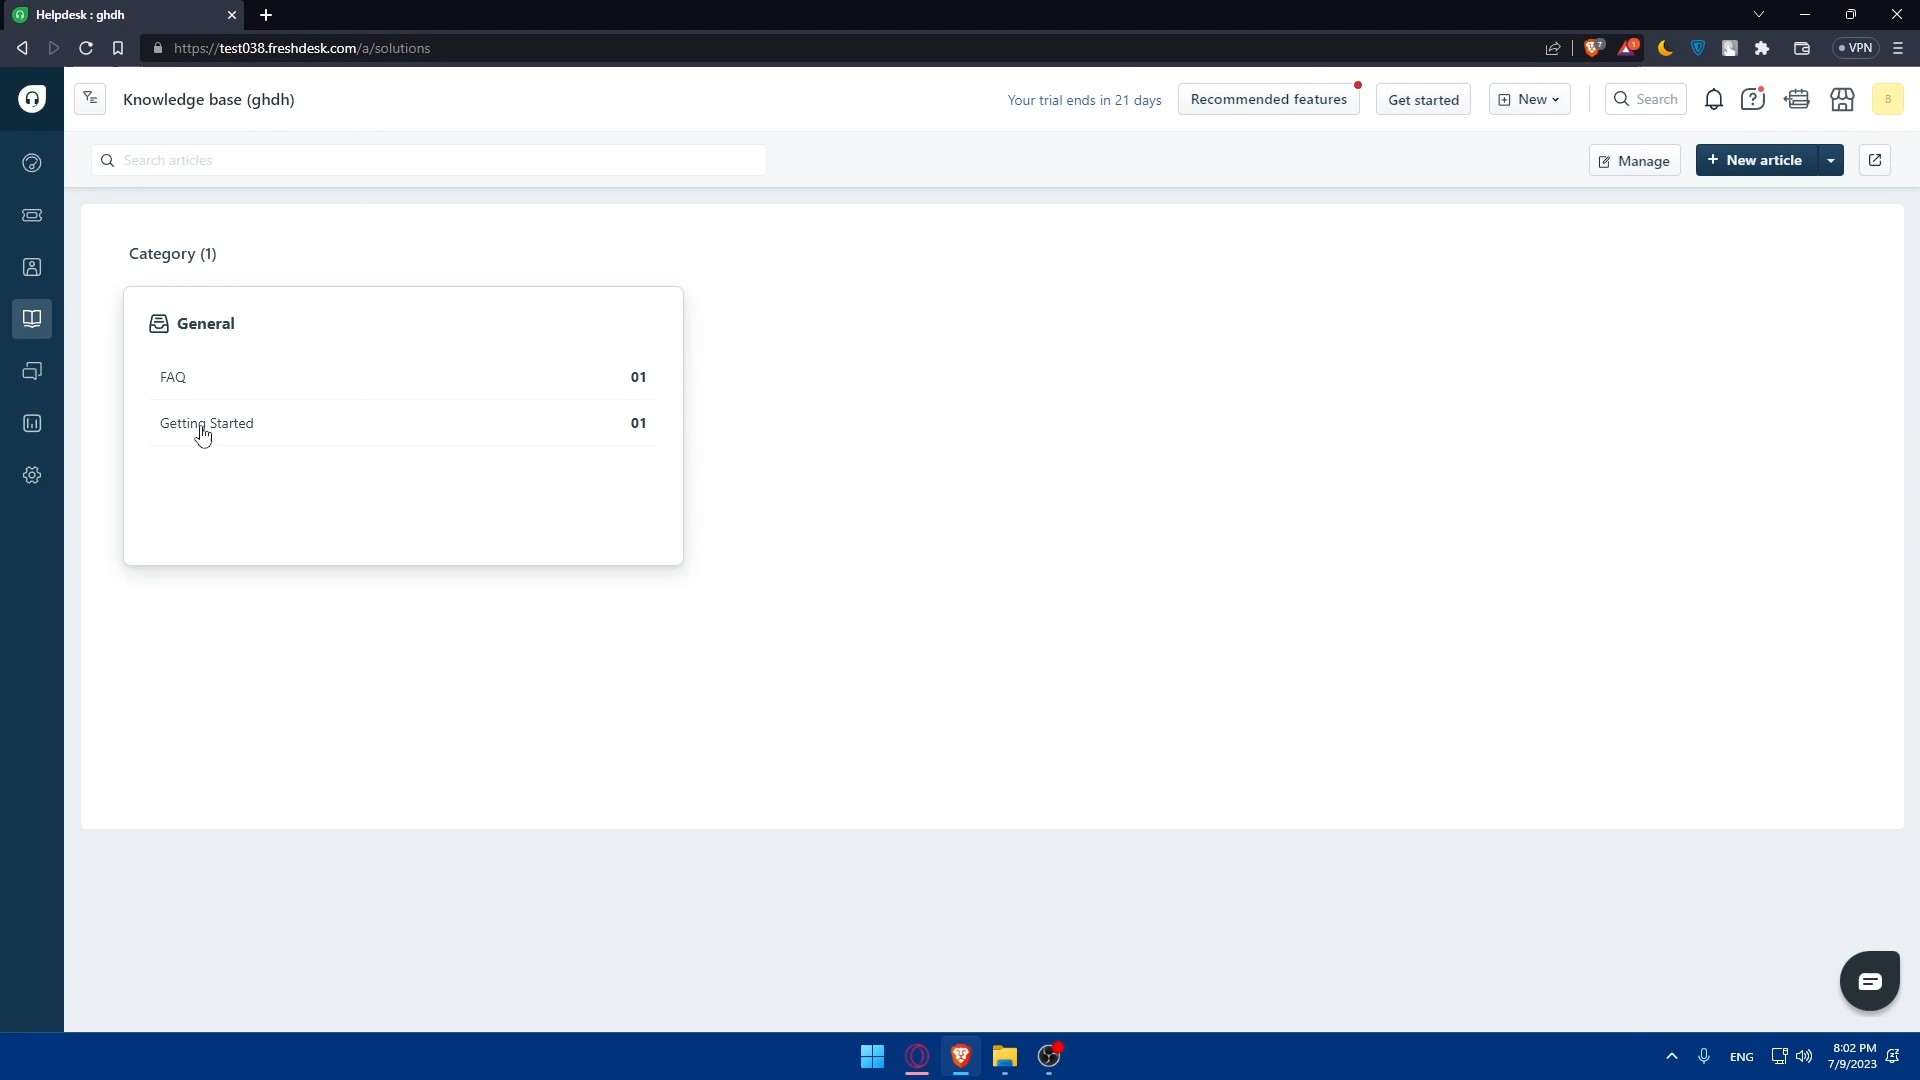 Helpdesk : ghdh
https://test038.freshdesk.com/a/solutions
7
1
VPN
Knowledge base (ghdh)
Your trial ends in 21 days
Recommended features
Get started
New
Search
B
Search articles
Manage
+ New article
Category (1)
General
FAQ 01
Getting Started 01
ENG
8:02 PM
7/9/2023